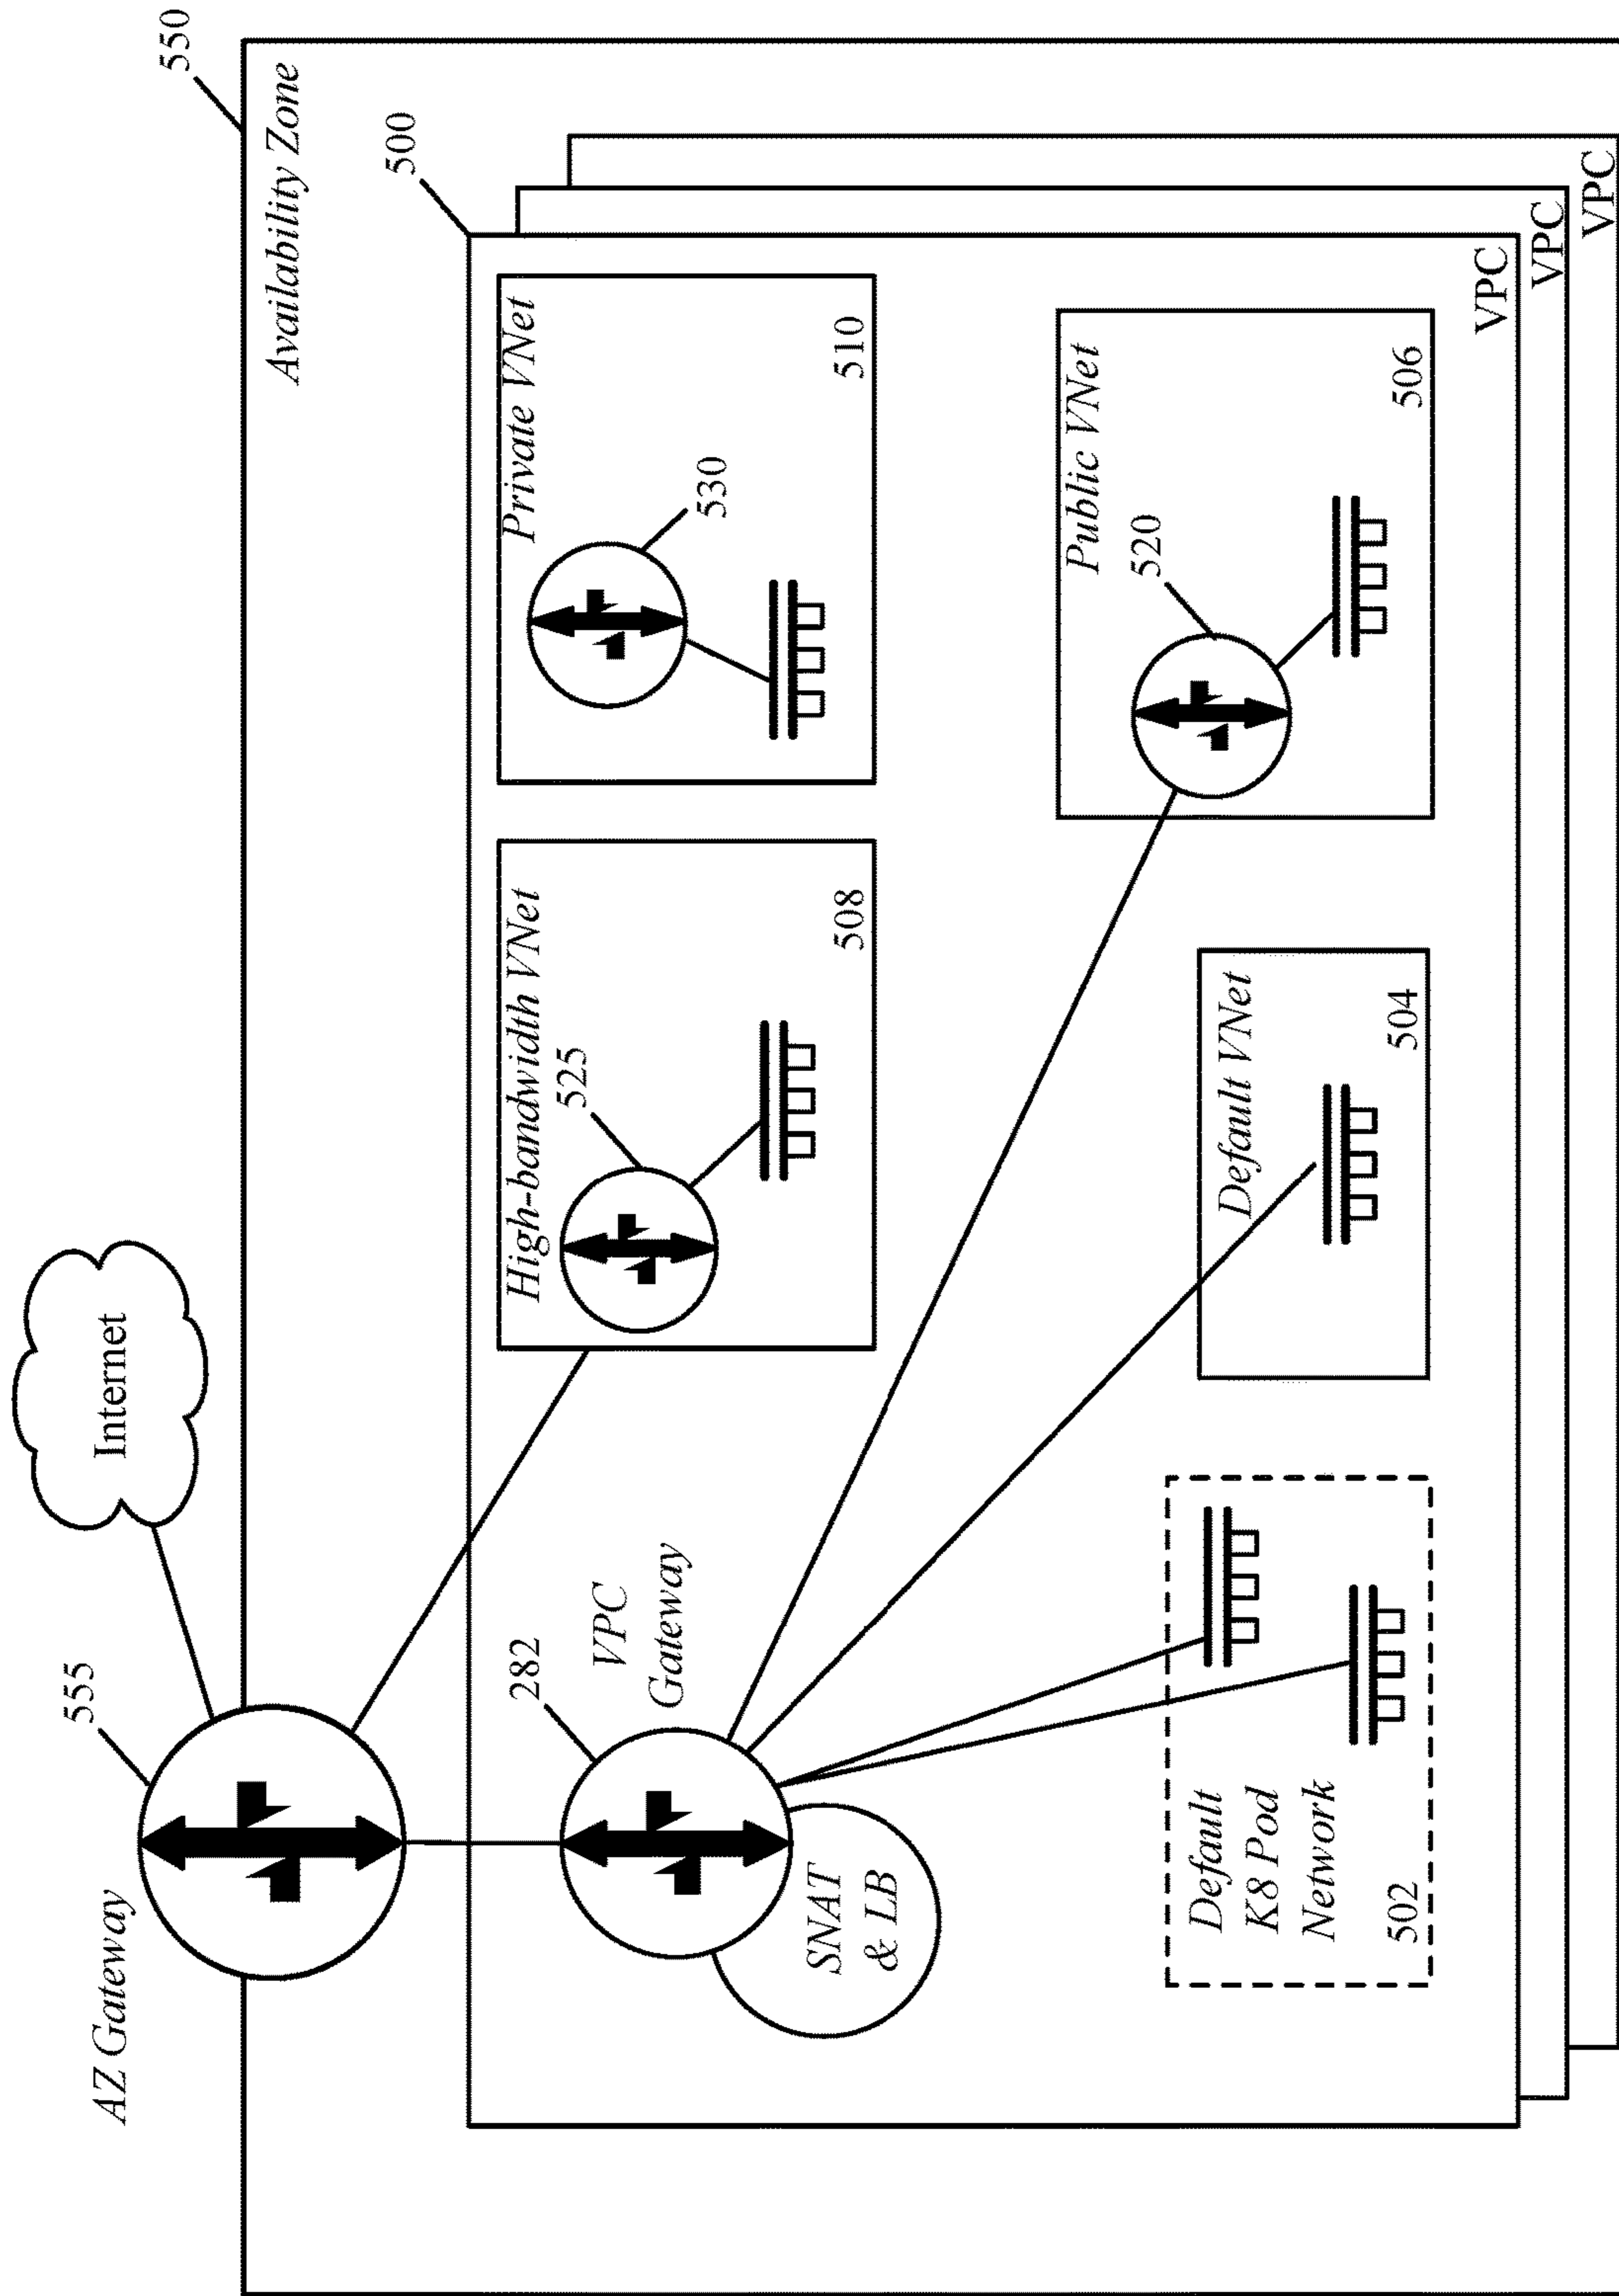 AZ Gateway
555
Internet
550
Availability Zone
500
282
VPC
Gateway
SNAT
& LB
High-bandwidth VNet
525
508
Private VNet
530
510
Default
K8 Pod
Network
502
Default VNet
504
Public VNet
520
506
VPC
VPC
VPC